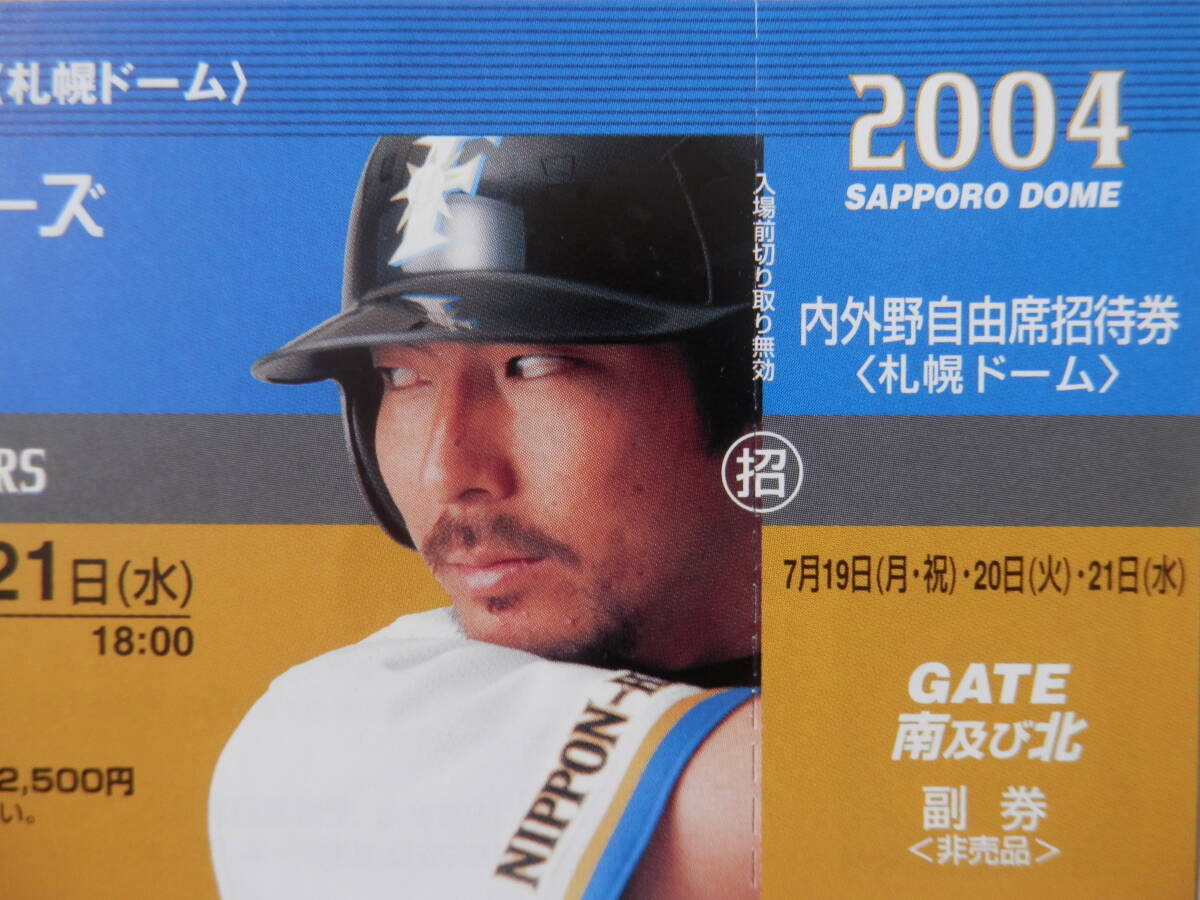 〈札幌ドーム〉
ーズ
RS
21日(水)
18:00
2,500円
い。
NIPPON-
入場前切り取り無効
招
2004
SAPPORO DOME
内外野自由席招待券
〈札幌ドーム〉
7月19日(月・祝)・20日(火)・21日(水)
GATE
南及び北
副 券
<非売品>